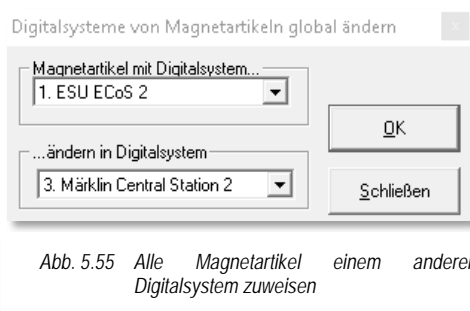 Digitalsysteme von Magnetartikeln global ändern
x
Magnetartikel mit Digitalsystem...
1. ESU ECoS 2
OK
...ändern in Digitalsystem
3. Märklin Central Station 2
Schließen
Abb. 5.55 Alle Magnetartikel einem anderen
Digitalsystem zuweisen